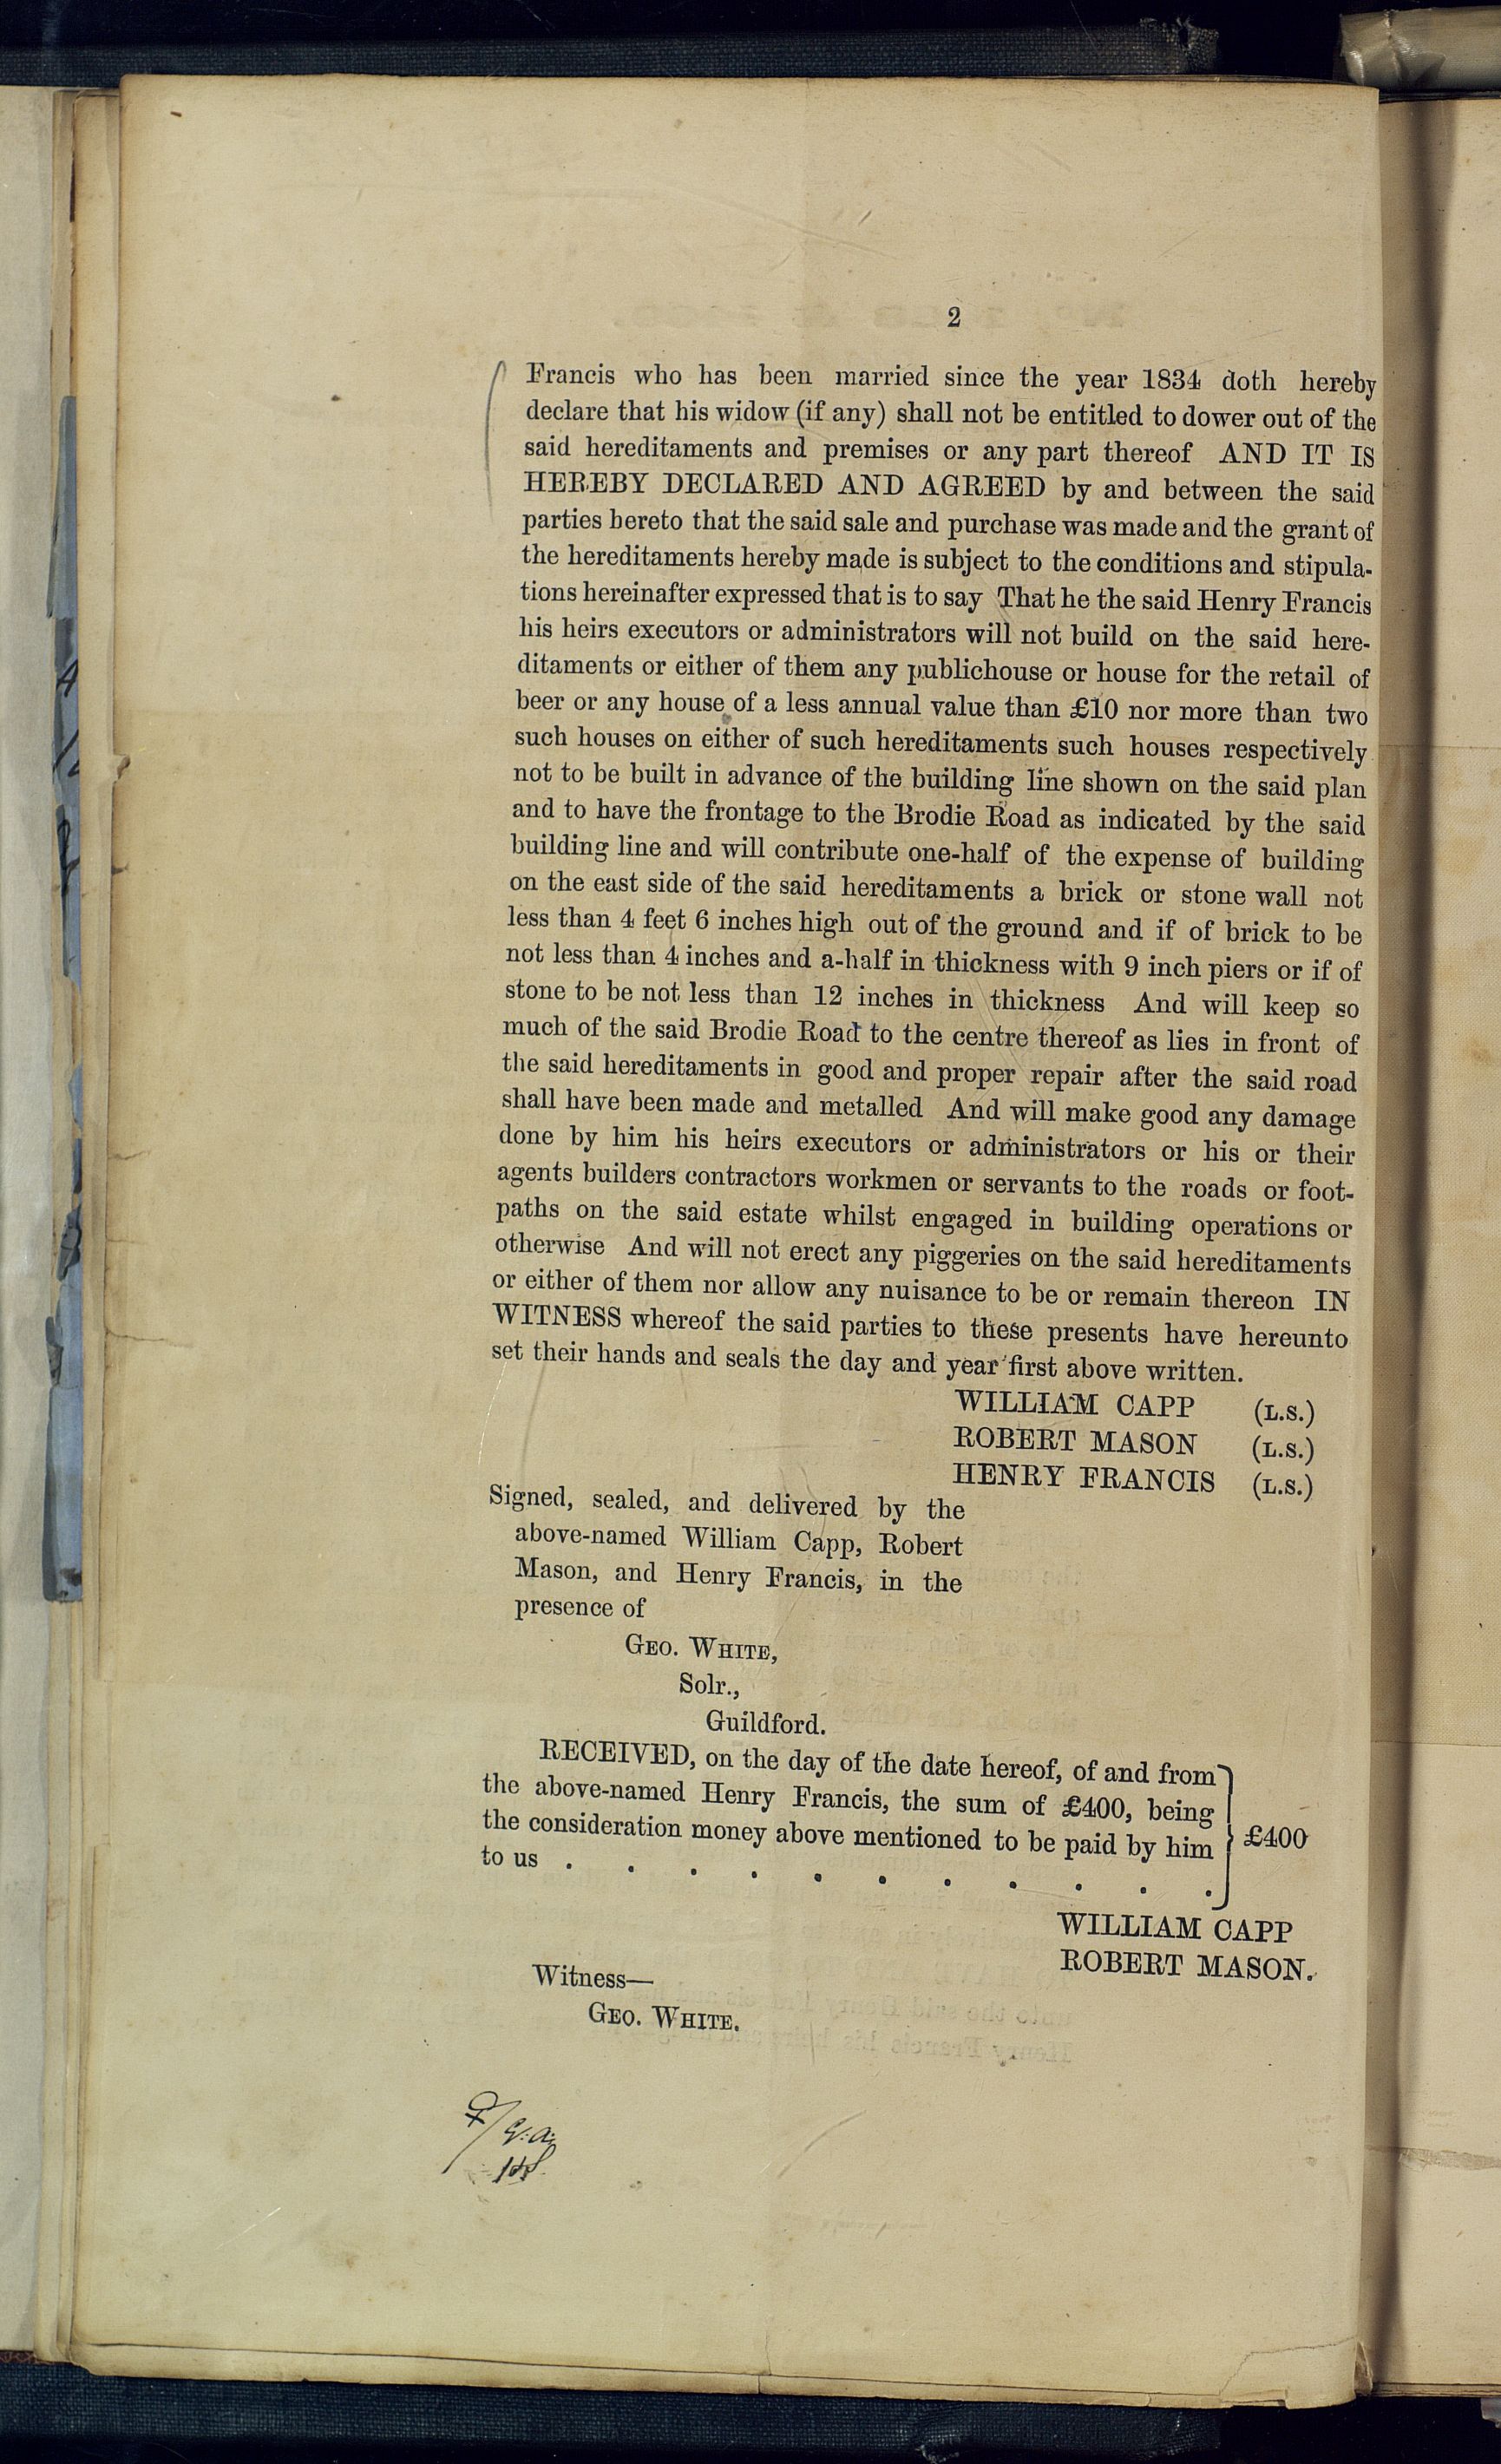 2
Francis who has been married since the year 1834 doth hereby
declare that his widow (if any) shall not be entitled to dower out of the
said hereditaments and premises or any part thereof AND IT IS
HEREBY DECLARED AND AGREED by and between the said
parties hereto that the said sale and purchase was made and the grant of
the hereditaments hereby made is subject to the conditions and stipula-
tions hereinafter expressed that is to say That he the said Henry Francis
his heirs executors or administrators will not build on the said here-
ditaments or either of them any publichouse or house for the retail of
beer or any house of a less annual value than £10 nor more than two
such houses on either of such hereditaments such houses respectively
not to be built in advance of the building line shown on the said plan
and to have the frontage to the Brodie Road as indicated by the said
building line and will contribute one-half of the expense of building
on the east side of the said hereditaments a brick or stone wall not
less than 4 feet 6 inches high out of the ground and if of brick to be
not less than 4 inches and a-half in thickness with 9 inch piers or if of
stone to be not less than 12 inches in thickness And will keep so
much of the said Brodie Road to the centre thereof as lies in front of
the said hereditaments in good and proper repair after the said road
shall have been made and metalled And will make good any damage
done by him his heirs executors or administrators or his or their
agents builders contractors workmen or servants to the roads or foot-
paths on the said estate whilst engaged in building operations or
otherwise And will not erect any piggeries on the said hereditaments
or either of them nor allow any nuisance to be or remain thereon IN
WITNESS whereof the said parties to these presents have hereunto
set their hands and seals the day and year first above written.
WILLIAM CAPP (L.S.)
ROBERT MASON (L.S.)
HENRY FRANCIS (L.S.)
Signed, sealed, and delivered by the
above-named William Capp, Robert
Mason, and Henry Francis, in the
presence of
GEO. WHITE,
Solr.,
Guildford.
RECEIVED, on the day of the date hereof, of and from
the above-named Henry Francis, the sum of £400, being
the consideration money above mentioned to be paid by him £400
to us . . . . . . . . . . .
WILLIAM CAPP
ROBERT MASON.
Witness—
GEO. WHITE.